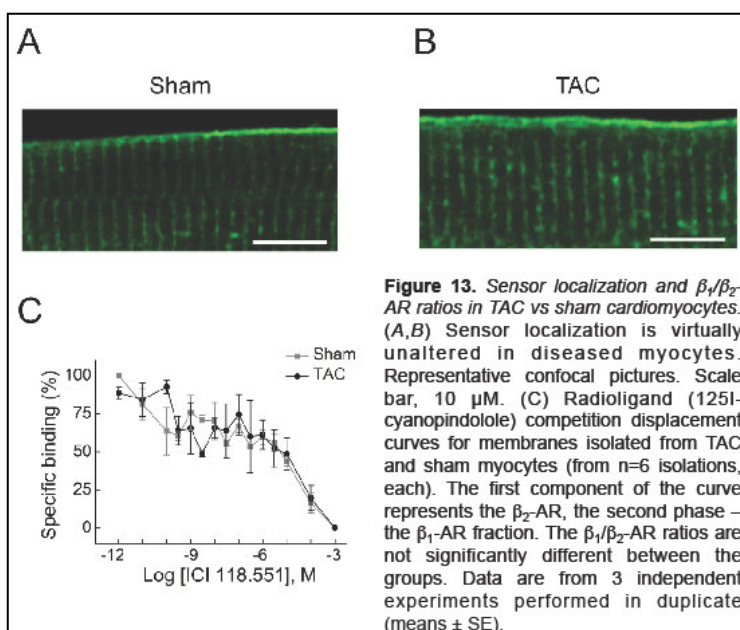 A
B
Sham
TAC
Figure 13. Sensor localization and β1/β2-
AR ratios in TAC vs sham cardiomyocytes.
(A,B) Sensor localization is virtually
unaltered in diseased myocytes.
Representative confocal pictures. Scale
bar, 10 µM. (C) Radioligand (125I-
cyanopindolole) competition displacement
curves for membranes isolated from TAC
and sham myocytes (from n=6 isolations,
each). The first component of the curve
represents the β2-AR, the second phase –
the β1-AR fraction. The β1/β2-AR ratios are
not significantly different between the
groups. Data are from 3 independent
experiments performed in duplicate
(means ± SE).
C
Sham
TAC
Specific binding (%)
100
75
50
25
0
-12 -9 -6 -3
Log [ICI 118.551], M